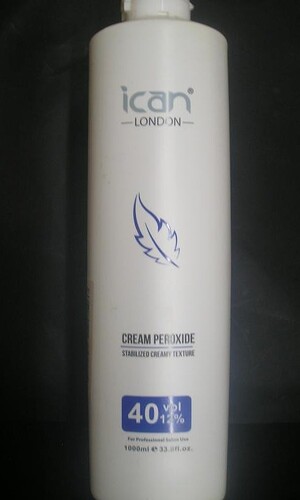 ican
LONDON
CREAM PEROXIDE
STABILIZED CREAMY TEXTURE
40 vol
12%
For Professional Salon Use
1000ml e 33.8fl.oz.